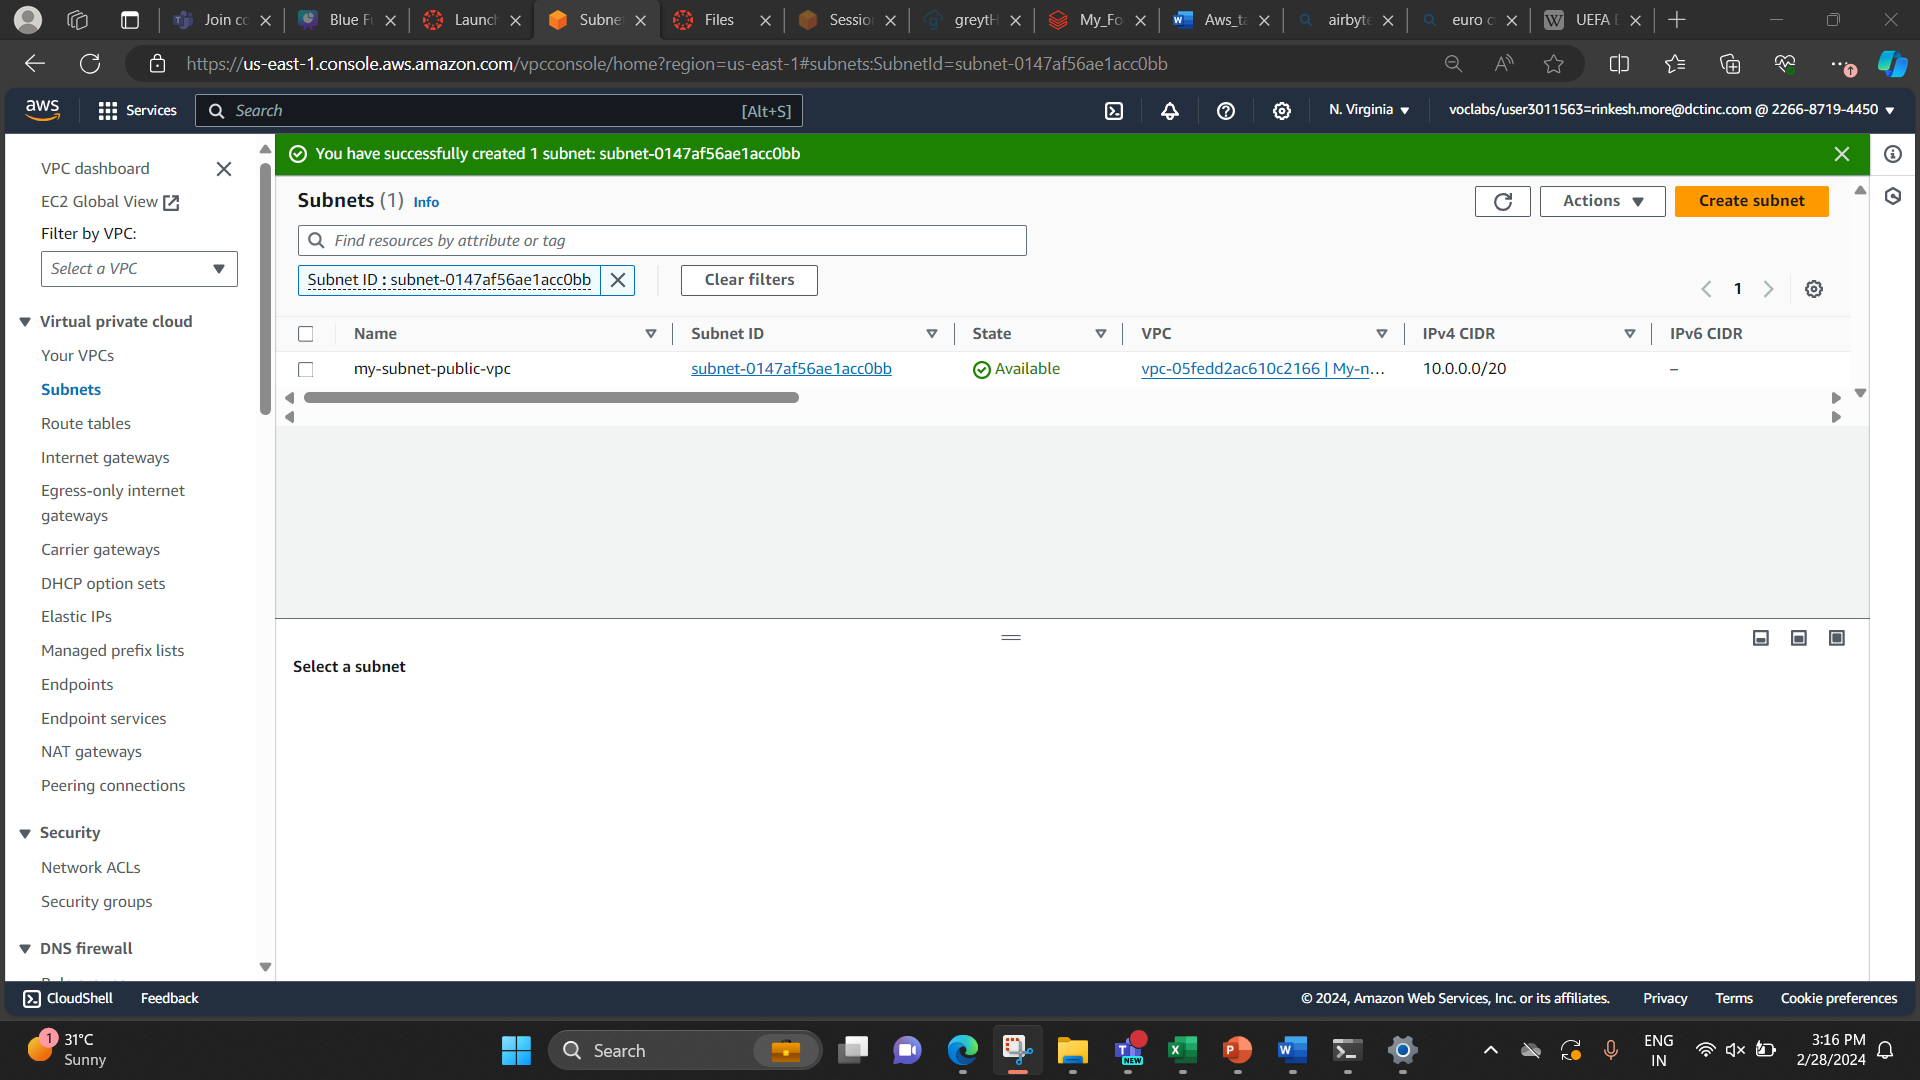 Join co
Blue Fu
Launch
Subne
Files
Session
greytH
My_Fo
Aws_ta
airbyte
euro c
UEFA E
https://us-east-1.console.aws.amazon.com/vpcconsole/home?region=us-east-1#subnets:SubnetId=subnet-0147af56ae1acc0bb
aws
Services
Search
[Alt+S]
N. Virginia
voclabs/user3011563=rinkesh.more@dctinc.com @ 2266-8719-4450
VPC dashboard
EC2 Global View
Filter by VPC:
Select a VPC
Virtual private cloud
Your VPCs
Subnets
Route tables
Internet gateways
Egress-only internet
gateways
Carrier gateways
DHCP option sets
Elastic IPs
Managed prefix lists
Endpoints
Endpoint services
NAT gateways
Peering connections
Security
Network ACLs
Security groups
DNS firewall
You have successfully created 1 subnet: subnet-0147af56ae1acc0bb
Subnets (1) Info
Actions
Create subnet
Find resources by attribute or tag
Subnet ID : subnet-0147af56ae1acc0bb
Clear filters
1
Name Subnet ID State VPC IPv4 CIDR IPv6 CIDR
my-subnet-public-vpc subnet-0147af56ae1acc0bb Available vpc-05fedd2ac610c2166 | My-n... 10.0.0.0/20 –
Select a subnet
CloudShell Feedback © 2024, Amazon Web Services, Inc. or its affiliates. Privacy Terms Cookie preferences
1
31°C
Sunny
Search
NEW
ENG
IN
3:16 PM
2/28/2024